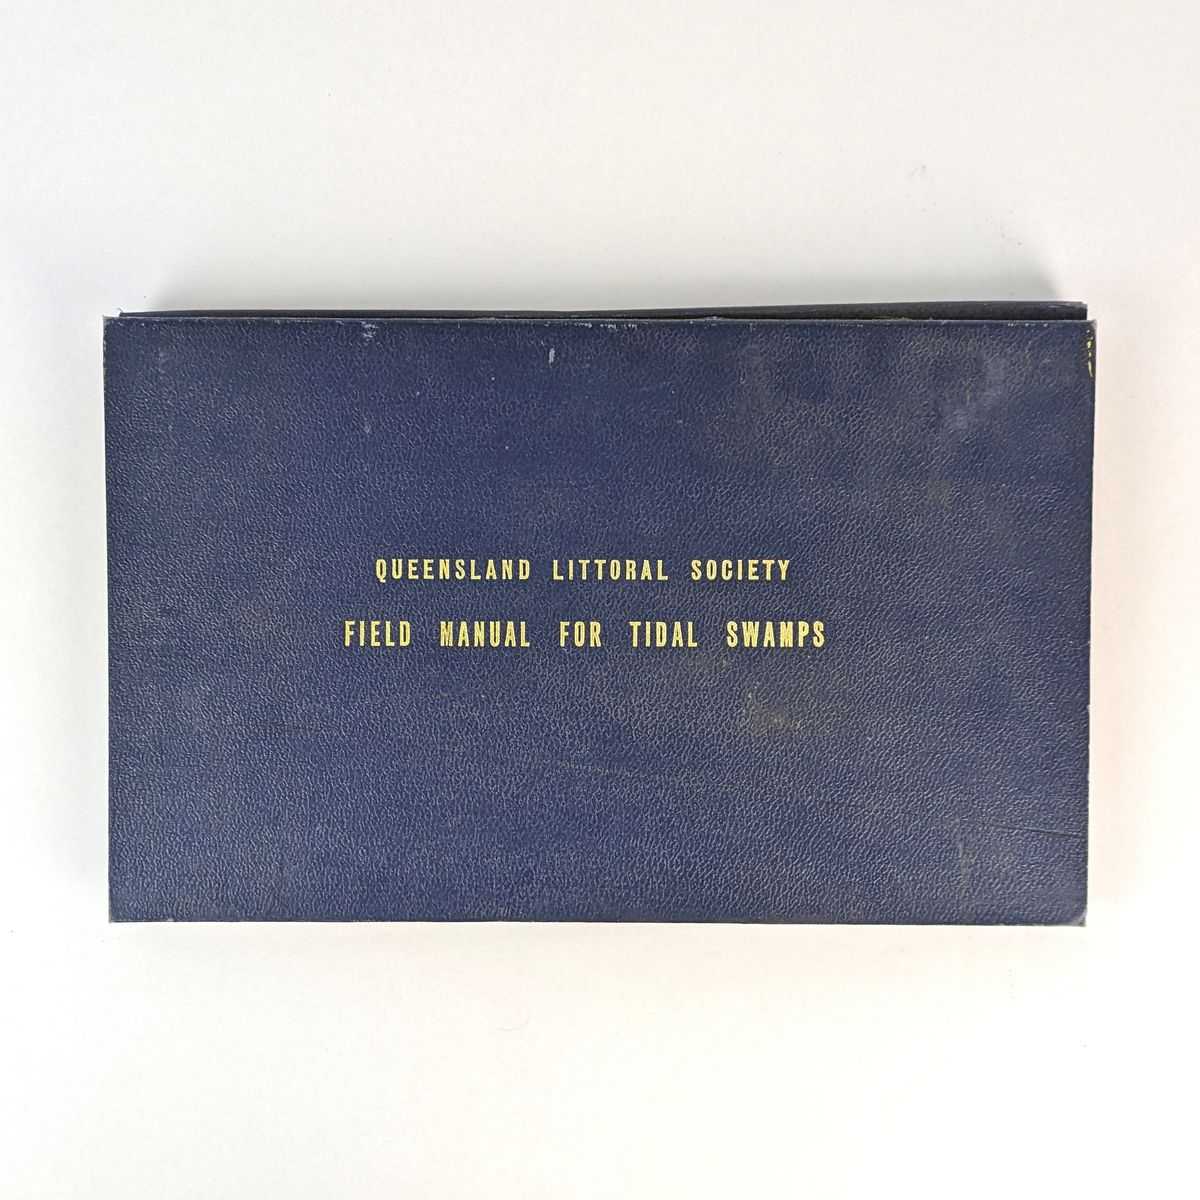 QUEENSLAND LITTORAL SOCIETY
FIELD MANUAL FOR TIDAL SWAMPS